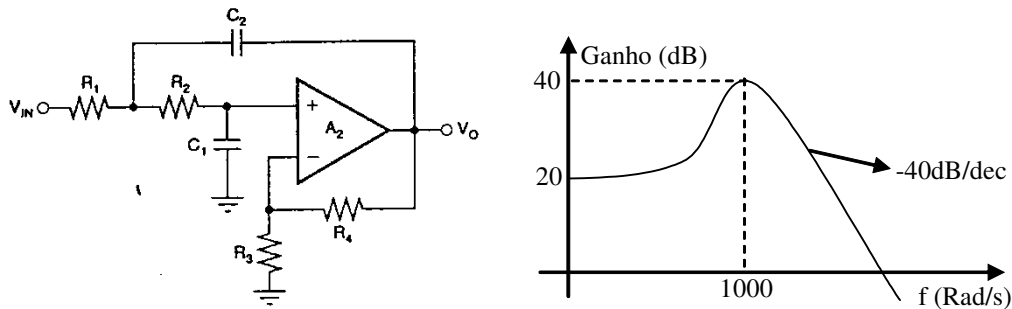 C2
R1
R2
VIN
+
A2
C1
−
VO
R4
R3
Ganho (dB)
40
20
-40dB/dec
1000
f (Rad/s)